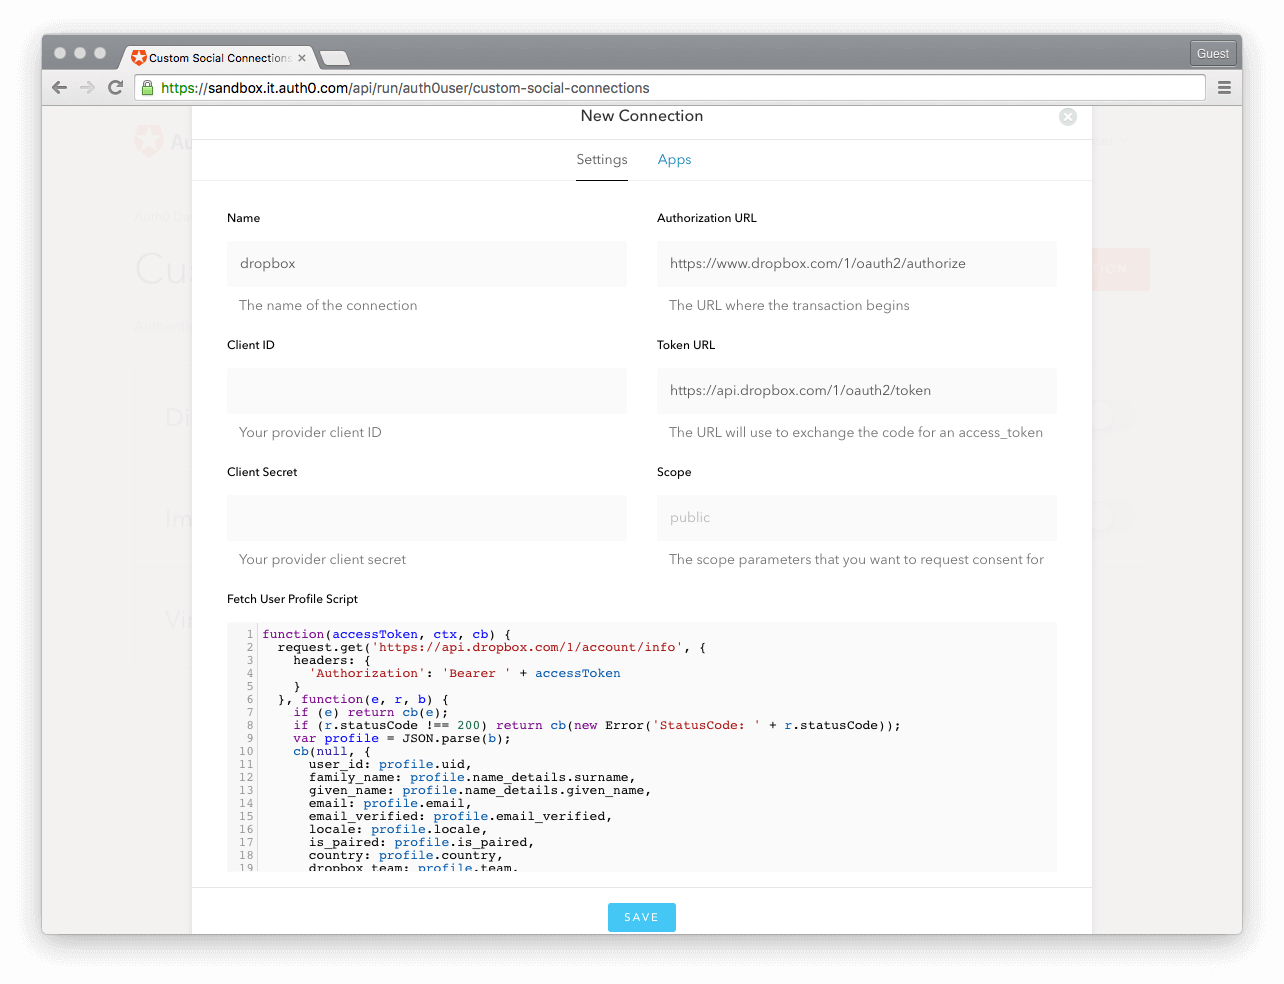 Custom Social Connections
Guest
https://sandbox.it.auth0.com/api/run/auth0user/custom-social-connections
New Connection
Settings Apps
Name
dropbox
The name of the connection
Authorization URL
https://www.dropbox.com/1/oauth2/authorize
The URL where the transaction begins
Client ID
Your provider client ID
Token URL
https://api.dropbox.com/1/oauth2/token
The URL will use to exchange the code for an access_token
Client Secret
Your provider client secret
Scope
public
The scope parameters that you want to request consent for
Fetch User Profile Script
1 function(accessToken, ctx, cb) {
2 request.get('https://api.dropbox.com/1/account/info', {
3 headers: {
4 'Authorization': 'Bearer ' + accessToken
5 }
6 }, function(e, r, b) {
7 if (e) return cb(e);
8 if (r.statusCode !== 200) return cb(new Error('StatusCode: ' + r.statusCode));
9 var profile = JSON.parse(b);
10 cb(null, {
11 user_id: profile.uid,
12 family_name: profile.name_details.surname,
13 given_name: profile.name_details.given_name,
14 email: profile.email,
15 email_verified: profile.email_verified,
16 locale: profile.locale,
17 is_paired: profile.is_paired,
18 country: profile.country,
19 dropbox_team: profile.team,
SAVE